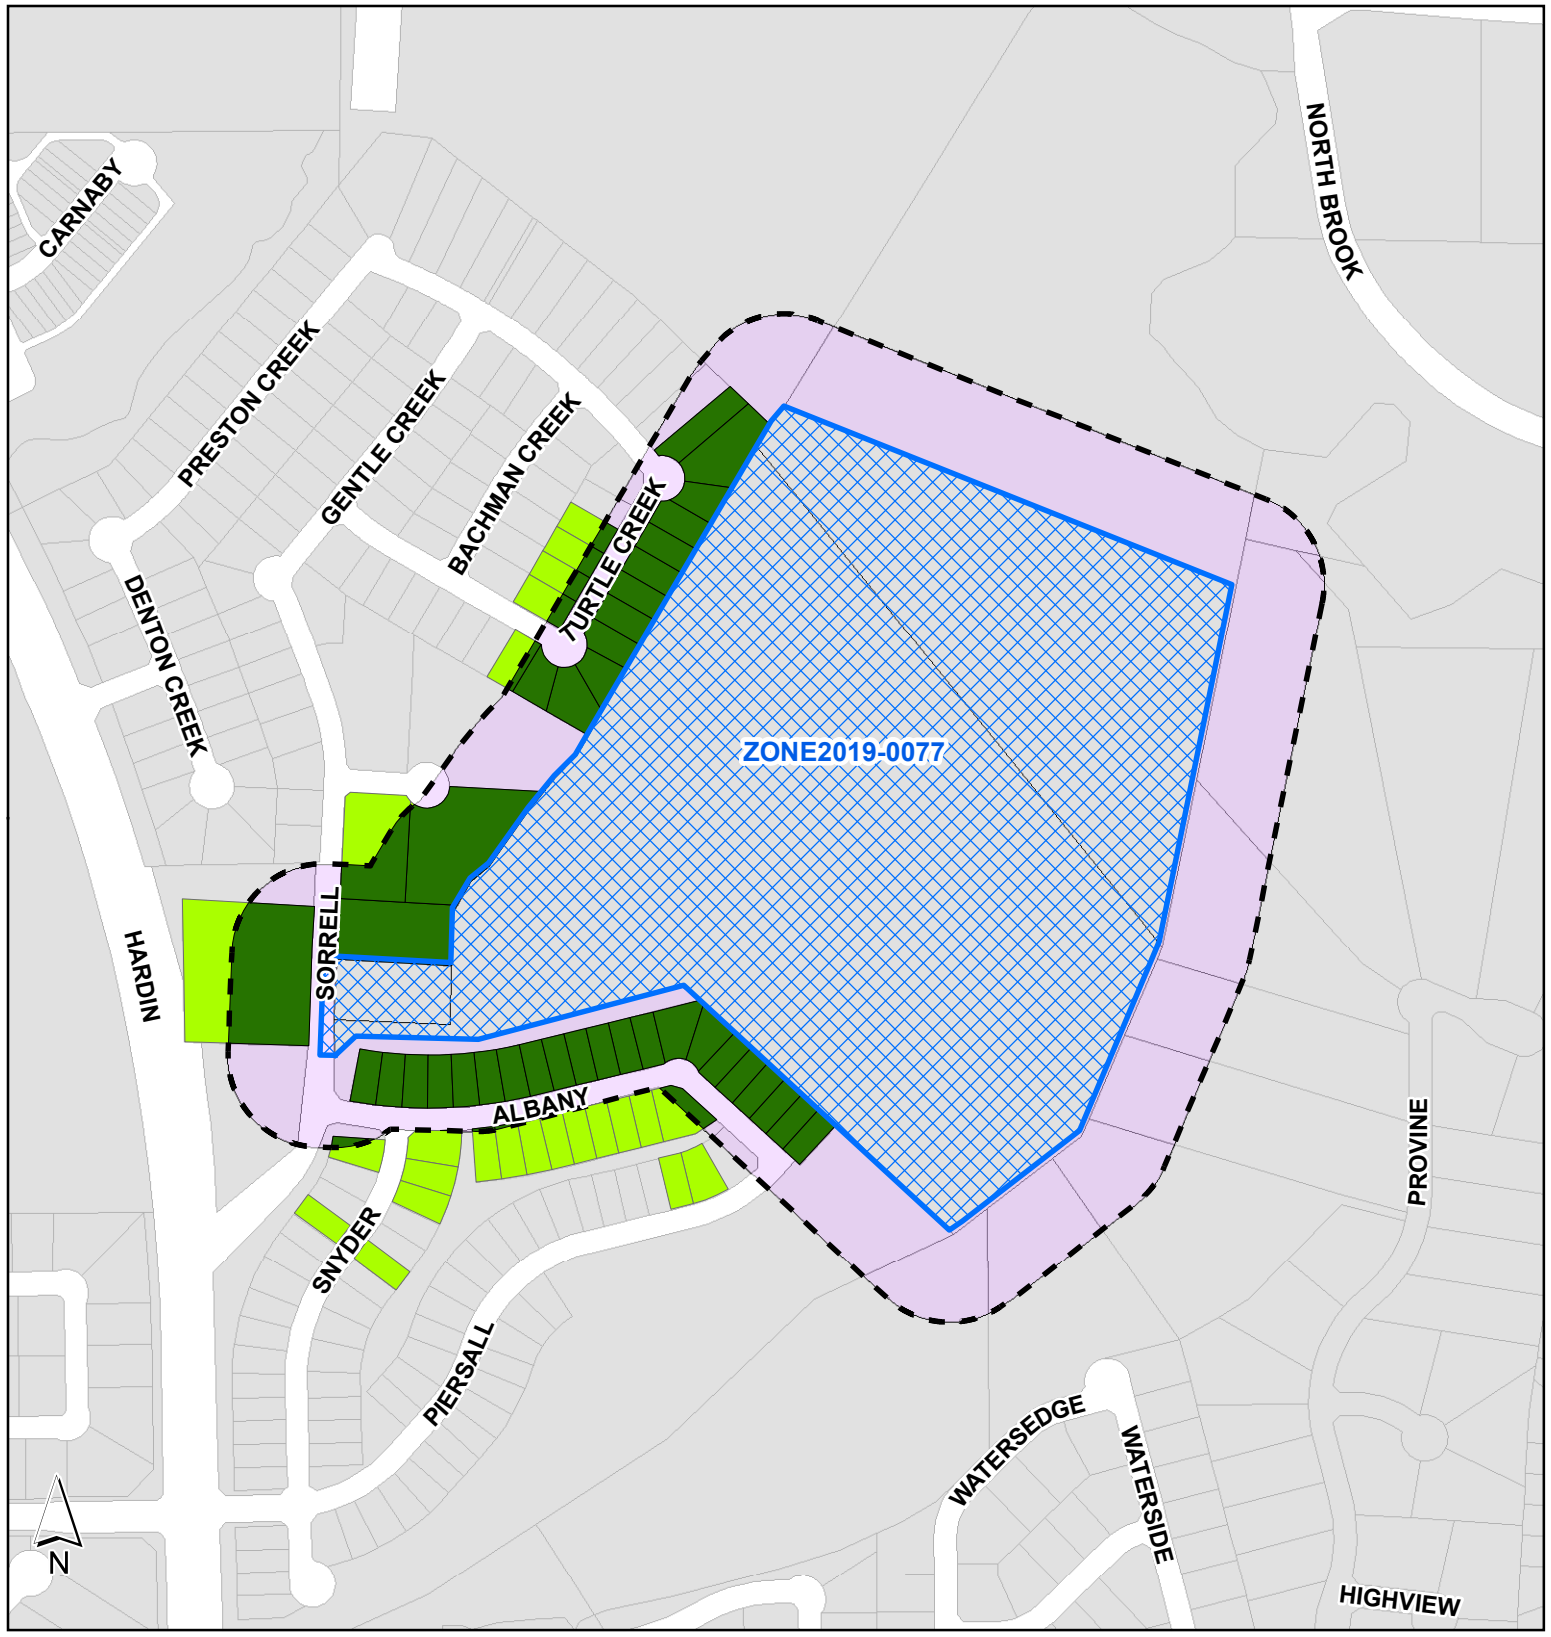 CARNABY
NORTH BROOK
PRESTON CREEK
GENTLE CREEK
BACHMAN CREEK
TURTLE CREEK
DENTON CREEK
ZONE2019-0077
HARDIN
SORRELL
ALBANY
PROVINE
SNYDER
PIERSALL
WATERSEDGE
WATERSIDE
HIGHVIEW
N